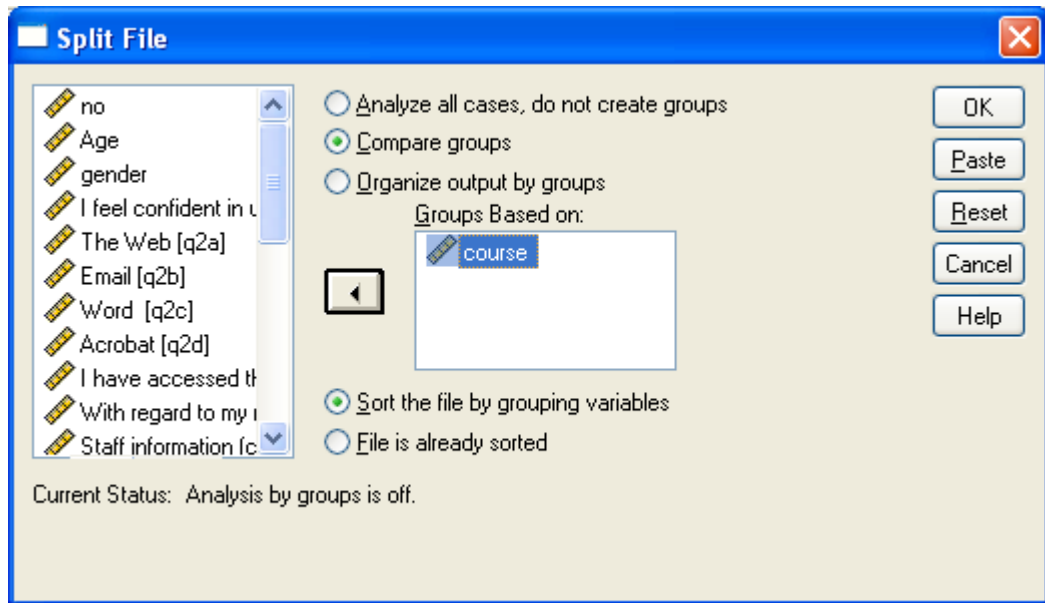 Split File
no
Age
gender
I feel confident in u
The Web [q2a]
Email [q2b]
Word [q2c]
Acrobat [q2d]
I have accessed th
With regard to my r
Staff information (c
Analyze all cases, do not create groups
Compare groups
Organize output by groups
Groups Based on:
course
Sort the file by grouping variables
File is already sorted
OK
Paste
Reset
Cancel
Help
Current Status: Analysis by groups is off.